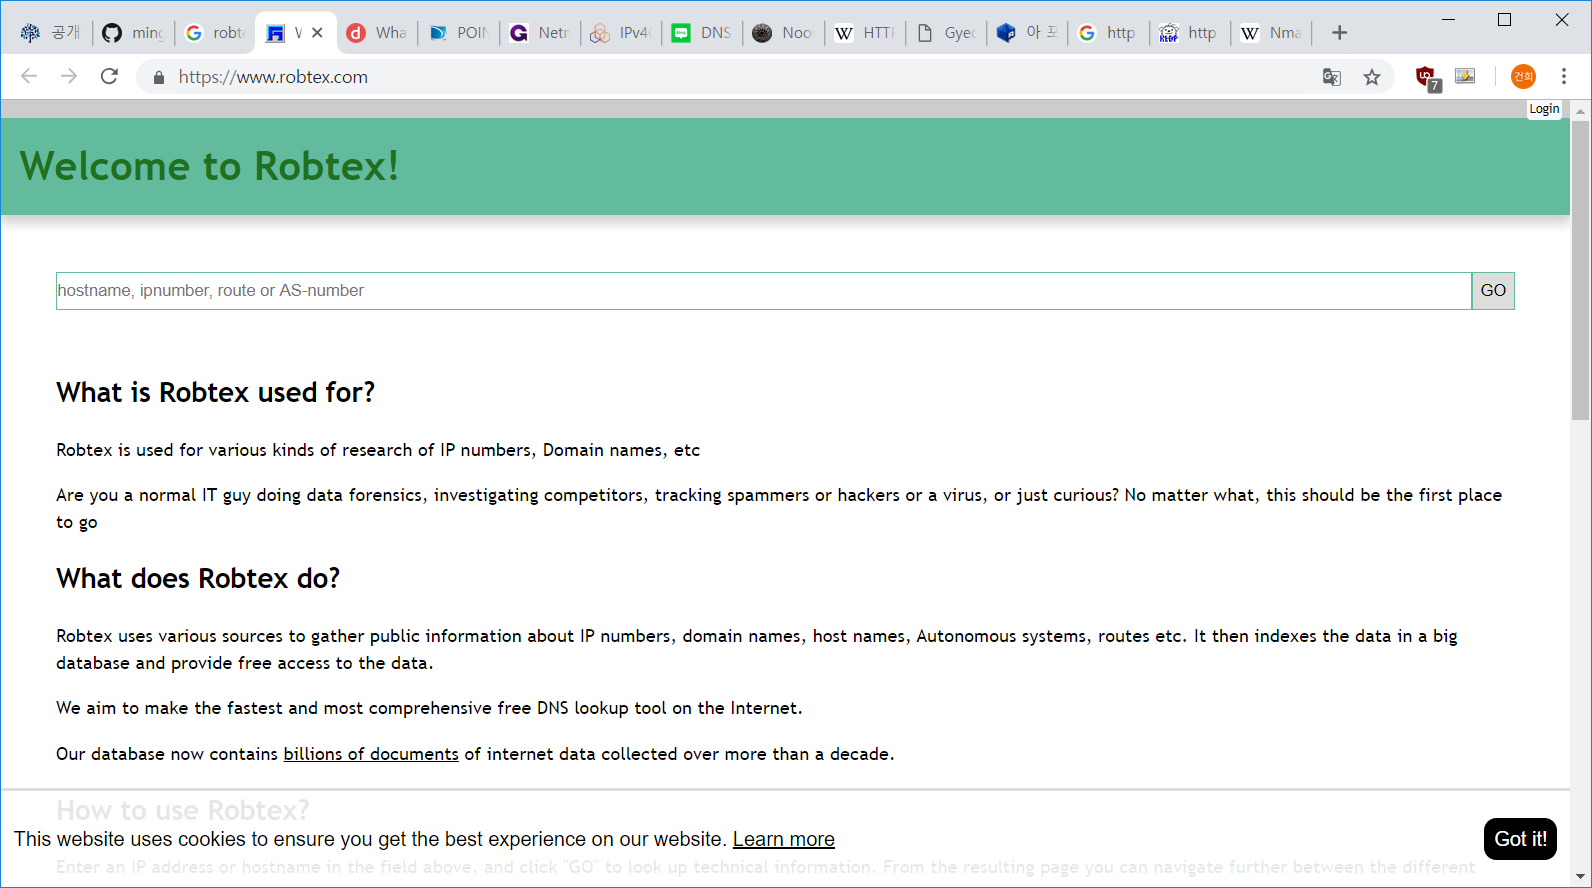 공개
ming
robte
W
Wha
POIN
Netm
IPv4
DNS
Noo
HTTP
Gyec
아 프
http
http
Nma
https://www.robtex.com
7
건희
Login
Welcome to Robtex!
hostname, ipnumber, route or AS-number
GO
What is Robtex used for?
Robtex is used for various kinds of research of IP numbers, Domain names, etc
Are you a normal IT guy doing data forensics, investigating competitors, tracking spammers or hackers or a virus, or just curious? No matter what, this should be the first place
to go
What does Robtex do?
Robtex uses various sources to gather public information about IP numbers, domain names, host names, Autonomous systems, routes etc. It then indexes the data in a big
database and provide free access to the data.
We aim to make the fastest and most comprehensive free DNS lookup tool on the Internet.
Our database now contains billions of documents of internet data collected over more than a decade.
How to use Robtex?
This website uses cookies to ensure you get the best experience on our website. Learn more
Got it!
Enter an IP address or hostname in the field above, and click "GO" to look up technical information. From the resulting page you can navigate further between the different